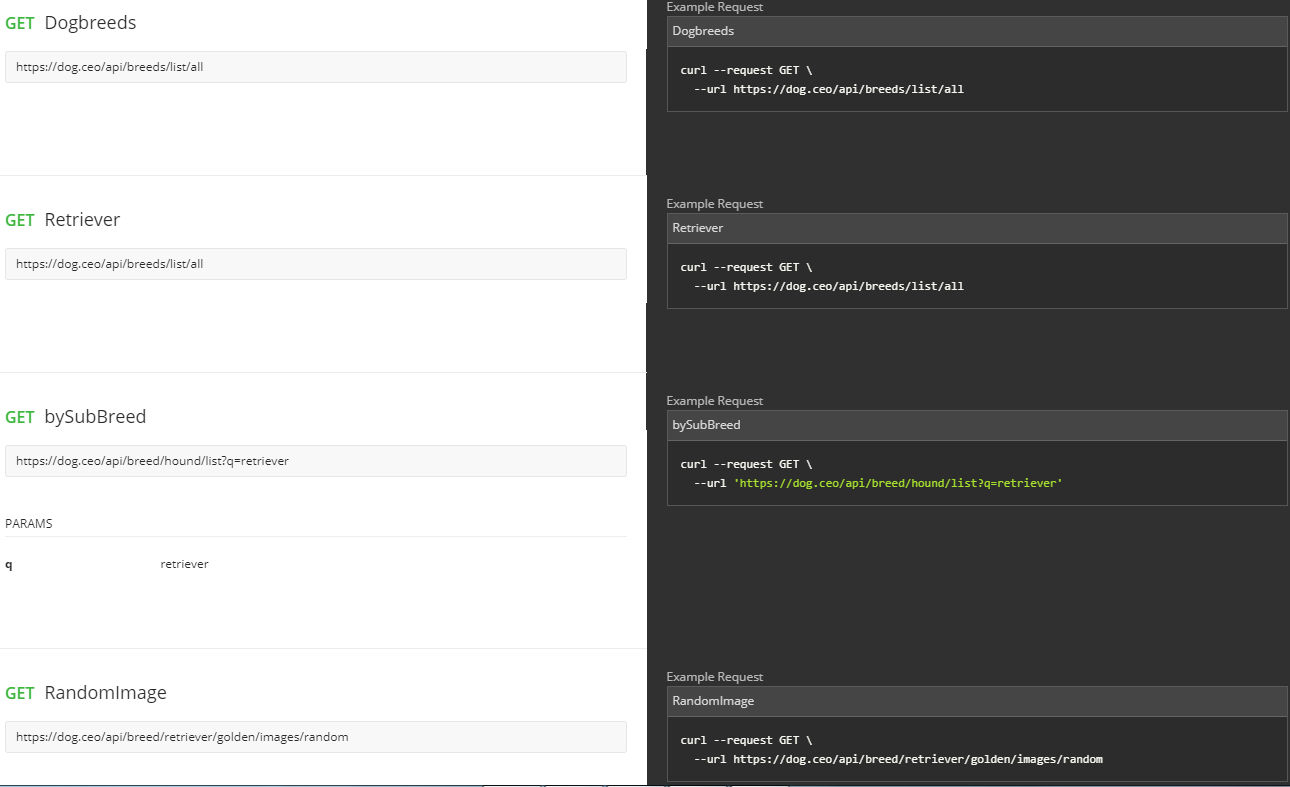 GET Dogbreeds
https://dog.ceo/api/breeds/list/all
Example Request
Dogbreeds
curl --request GET \
--url https://dog.ceo/api/breeds/list/all
GET Retriever
https://dog.ceo/api/breeds/list/all
Example Request
Retriever
curl --request GET \
--url https://dog.ceo/api/breeds/list/all
GET bySubBreed
https://dog.ceo/api/breed/hound/list?q=retriever
PARAMS
q retriever
Example Request
bySubBreed
curl --request GET \
--url 'https://dog.ceo/api/breed/hound/list?q=retriever'
GET RandomImage
https://dog.ceo/api/breed/retriever/golden/images/random
Example Request
RandomImage
curl --request GET \
--url https://dog.ceo/api/breed/retriever/golden/images/random